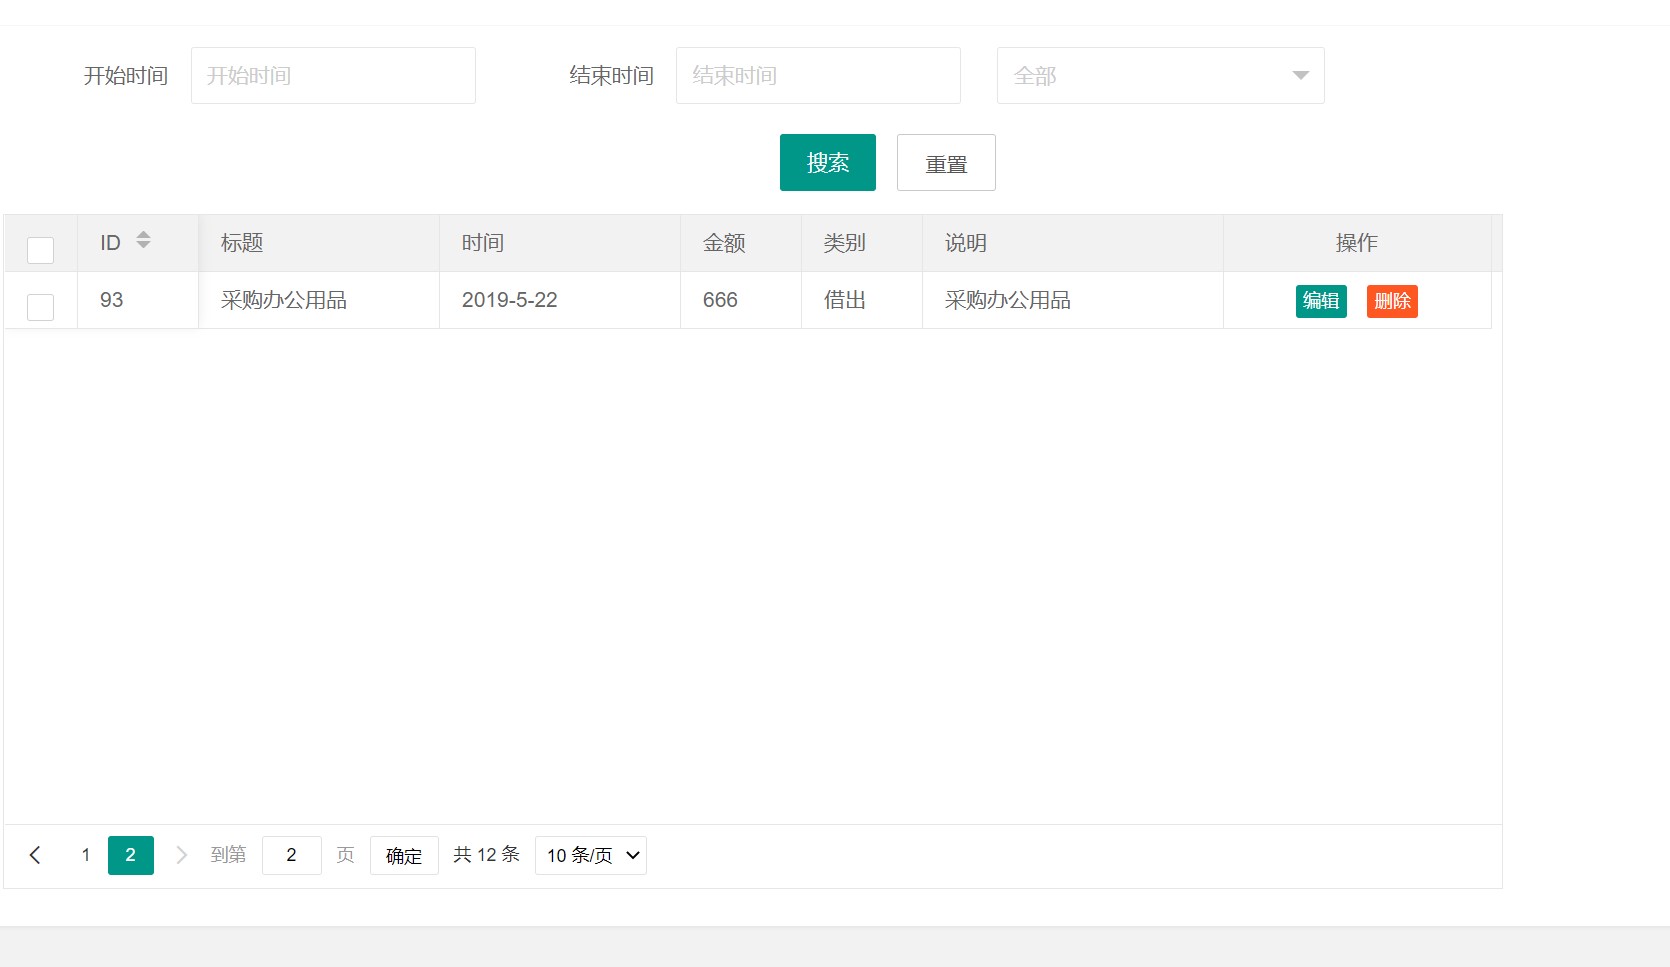 开始时间 开始时间 结束时间 结束时间 全部
搜索 重置
ID 标题 时间 金额 类别 说明 操作
93 采购办公用品 2019-5-22 666 借出 采购办公用品 编辑 删除
1 2 到第 2 页 确定 共 12 条 10 条/页